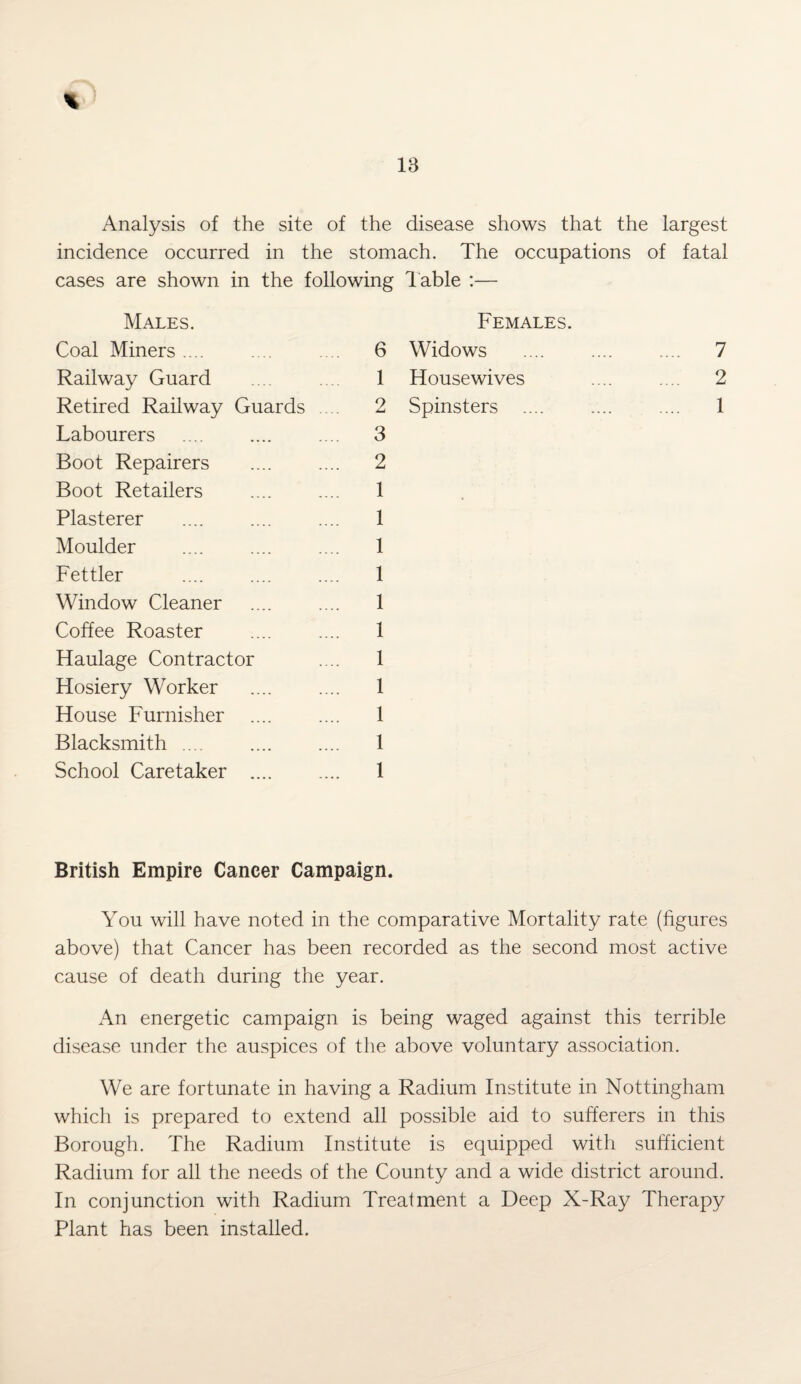 13
Analysis of the site of the disease shows that the largest
incidence occurred in the stomach. The occupations of fatal
cases are shown in the following Table :—
Males. Females.
Coal Miners .... .... .... 6 Widows .... .... .... 7
Railway Guard .... .... 1 Housewives .... .... 2
Retired Railway Guards .... 2 Spinsters .... .... .... 1
Labourers .... .... .... 3
Boot Repairers .... .... 2
Boot Retailers .... .... 1
Plasterer .... .... .... 1
Moulder .... .... .... 1
Fettler .... .... .... 1
Window Cleaner .... .... 1
Coffee Roaster .... .... 1
Haulage Contractor .... 1
Hosiery Worker .... .... 1
House Furnisher .... .... 1
Blacksmith .... .... .... 1
School Caretaker .... .... 1
British Empire Cancer Campaign.
You will have noted in the comparative Mortality rate (figures
above) that Cancer has been recorded as the second most active
cause of death during the year.
An energetic campaign is being waged against this terrible
disease under the auspices of the above voluntary association.
We are fortunate in having a Radium Institute in Nottingham
which is prepared to extend all possible aid to sufferers in this
Borough. The Radium Institute is equipped with sufficient
Radium for all the needs of the County and a wide district around.
In conjunction with Radium Treatment a Deep X-Ray Therapy
Plant has been installed.